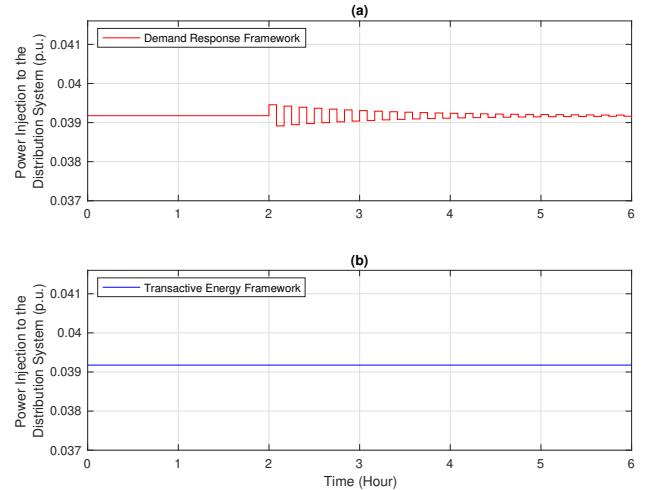 (a)
Power Injection to the
Distribution System (p.u.)
0.041
0.04
0.039
0.038
0.037
Demand Response Framework
0 1 2 3 4 5 6
(b)
Power Injection to the
Distribution System (p.u.)
0.041
0.04
0.039
0.038
0.037
Transactive Energy Framework
0 1 2 3 4 5 6
Time (Hour)